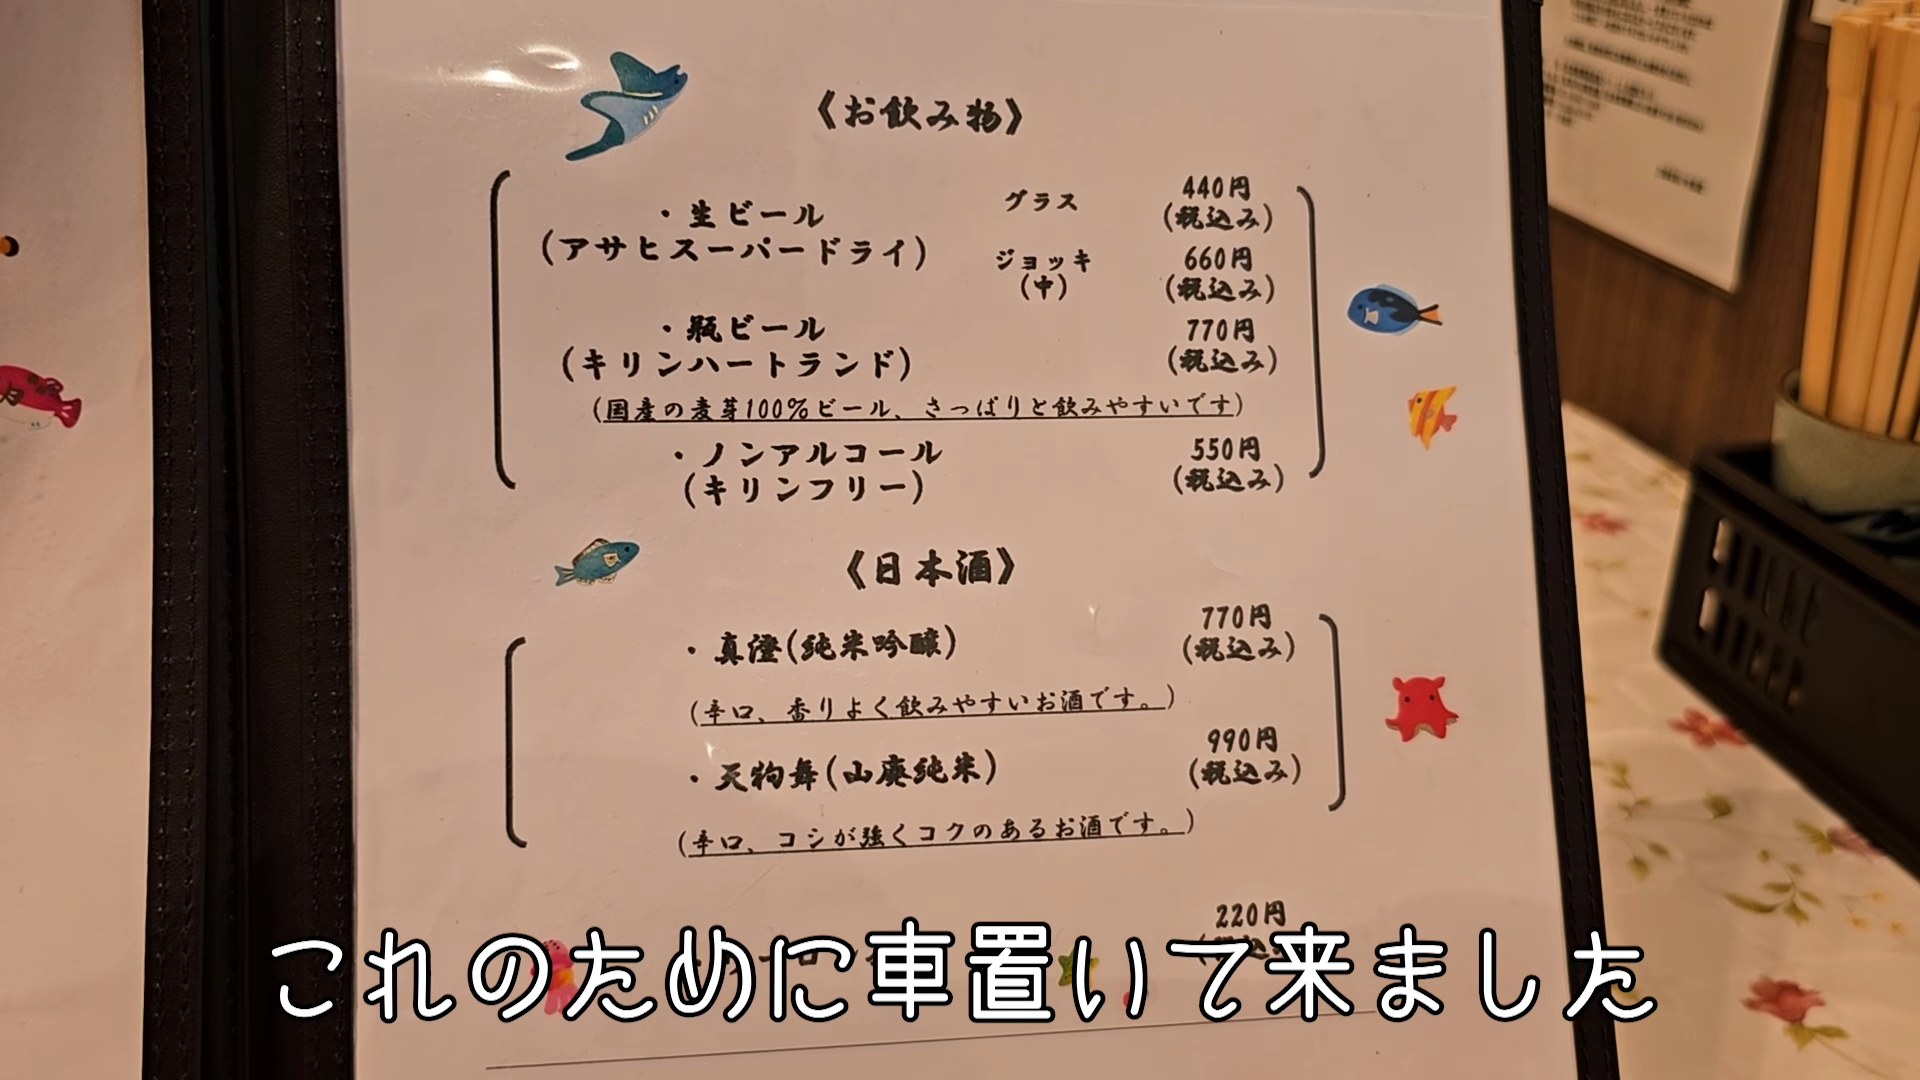 《お飲み物》
・生ビール グラス 440円
(税込み)
(アサヒスーパードライ) ジョッキ 660円
(中) (税込み)
・瓶ビール 770円
(キリンハートランド) (税込み)
(国産の麦芽100%ビール、さっぱりと飲みやすいです)
・ノンアルコール 550円
(キリンフリー) (税込み)
《日本酒》
・真澄(純米吟醸) 770円
(税込み)
(辛口、香りよく飲みやすいお酒です。)
・天狗舞(山廃純米) 990円
(税込み)
(辛口、コシが強くコクのあるお酒です。)
220円
これのために車置いて来ました